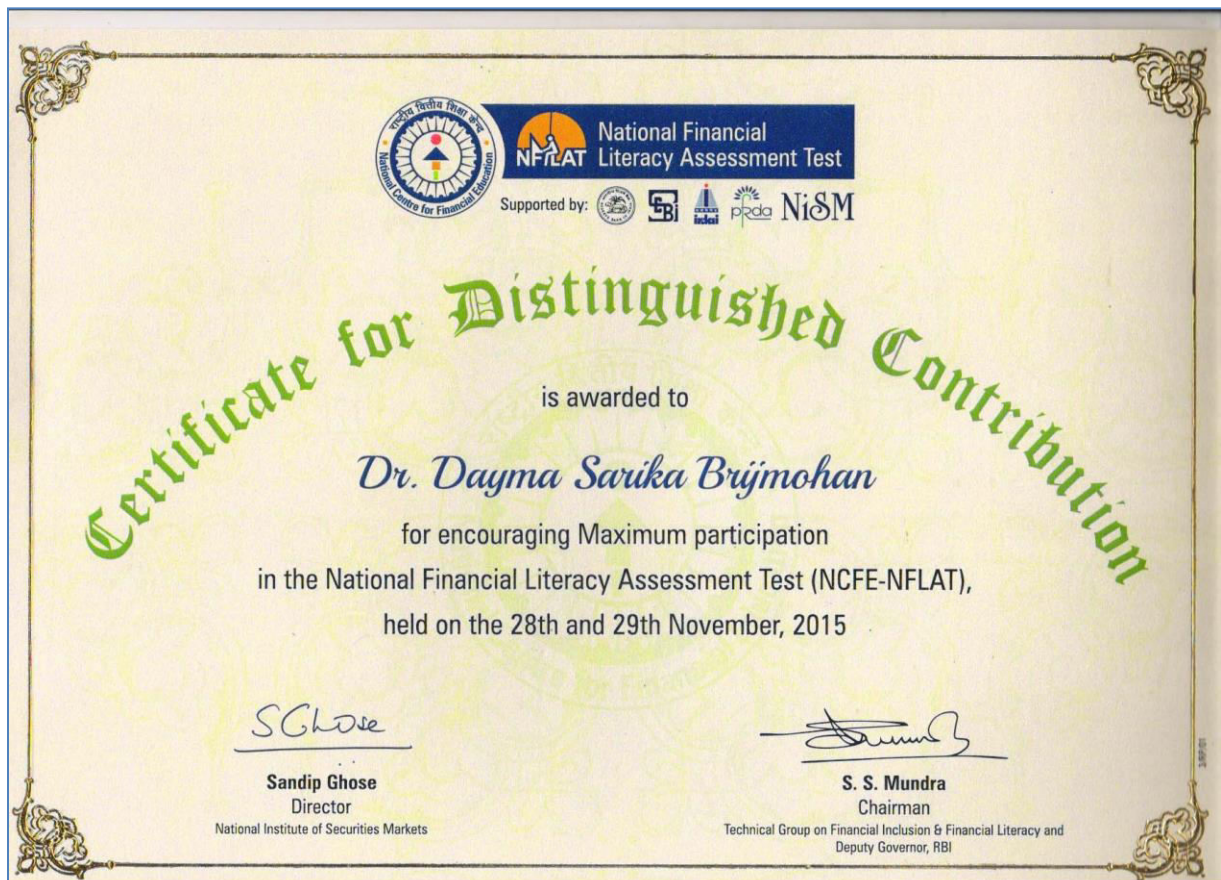 राष्ट्रीय वित्तीय शिक्षा केन्द्र
National Centre for Financial Education
NFLAT
National Financial
Literacy Assessment Test
Supported by:
SEBI
irdai
pfrda
NiSM
Certificate for Distinguished Contribution
is awarded to
Dr. Dayma Sarika Brijmohan
for encouraging Maximum participation
in the National Financial Literacy Assessment Test (NCFE-NFLAT),
held on the 28th and 29th November, 2015
SGhose
Sandip Ghose
Director
National Institute of Securities Markets
S. S. Mundra
Chairman
Technical Group on Financial Inclusion & Financial Literacy and
Deputy Governor, RBI